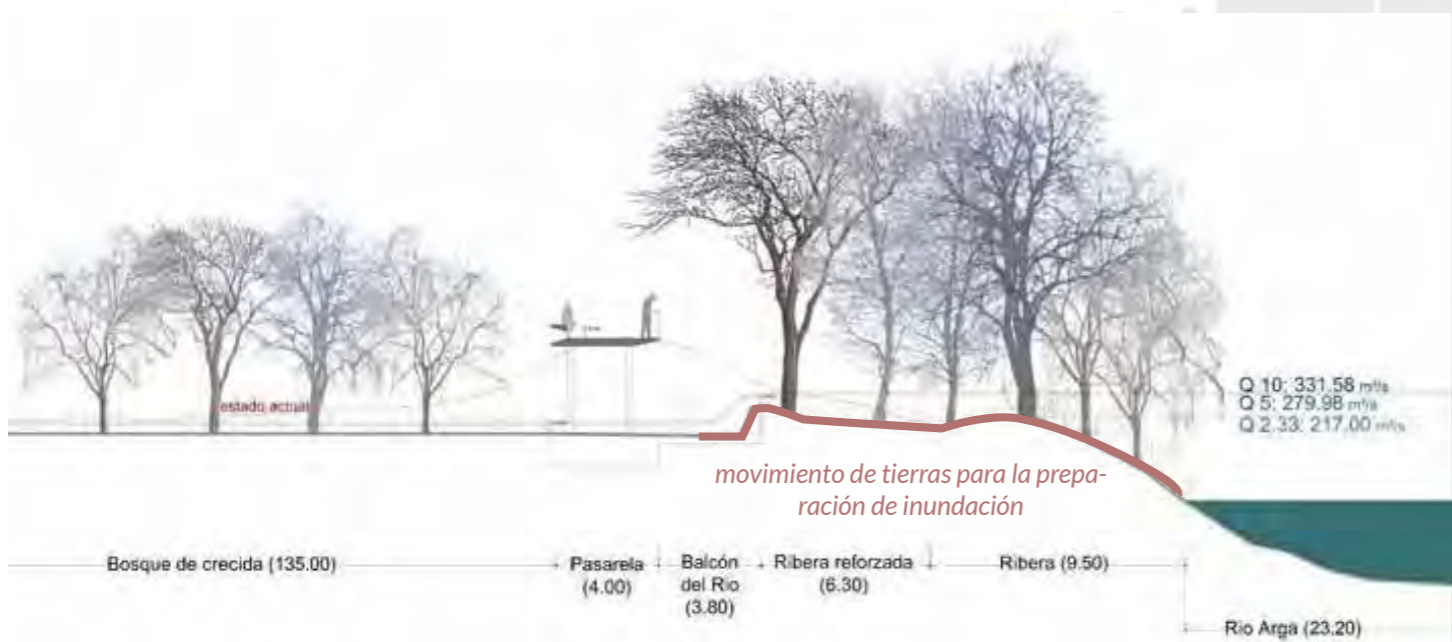 estado actual
Q 10: 331.58 m³/s
Q 5: 279.98 m³/s
Q 2.33: 217.00 m³/s
movimiento de tierras para la prepa-
ración de inundación
Bosque de crecida (135.00)
Pasarela
(4.00)
Balcón
del Rio
(3.80)
Ribera reforzada
(6.30)
Ribera (9.50)
Rio Arga (23.20)